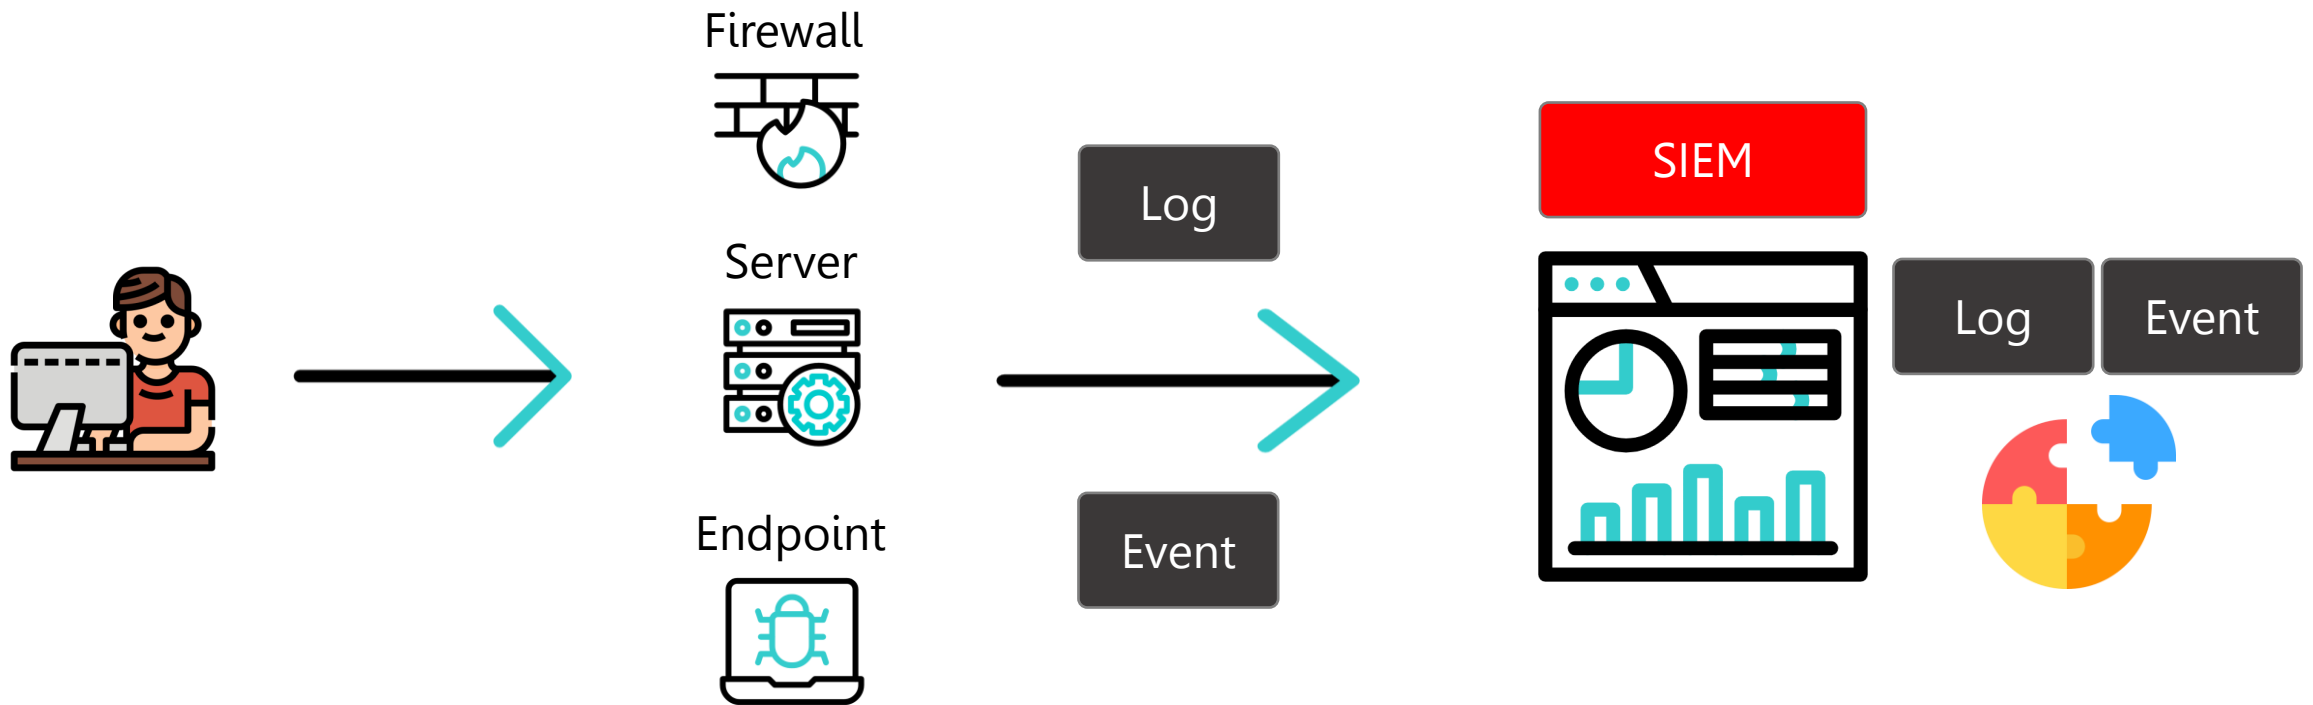 Firewall
Server
Endpoint
Log
Event
SIEM
Log
Event